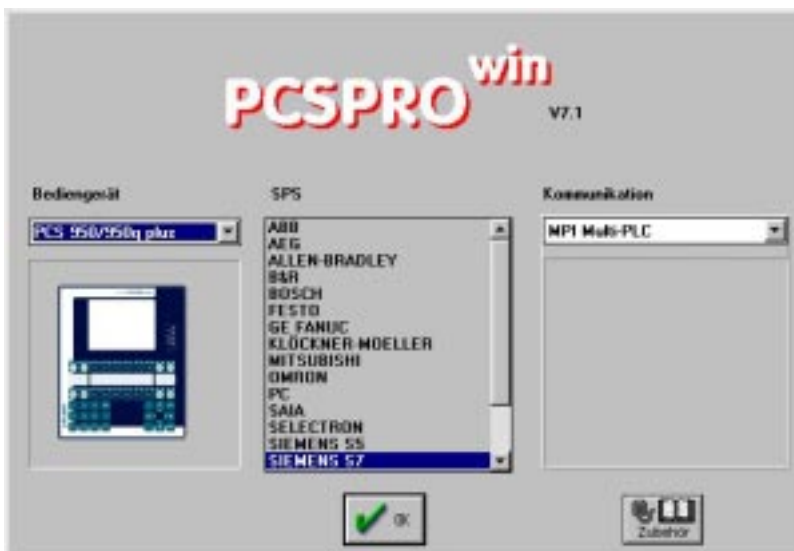 PCSPRO win
V7.1
Bediengerät
SPS
Kommunikation
PCS 950/950q plus
MPI Multi-PLC
ABB
AEG
ALLEN-BRADLEY
B&R
BOSCH
FESTO
GE FANUC
KLÖCKNER-MOELLER
MITSUBISHI
OMRON
PC
SAIA
SELECTRON
SIEMENS S5
SIEMENS S7
OK
Zubehör